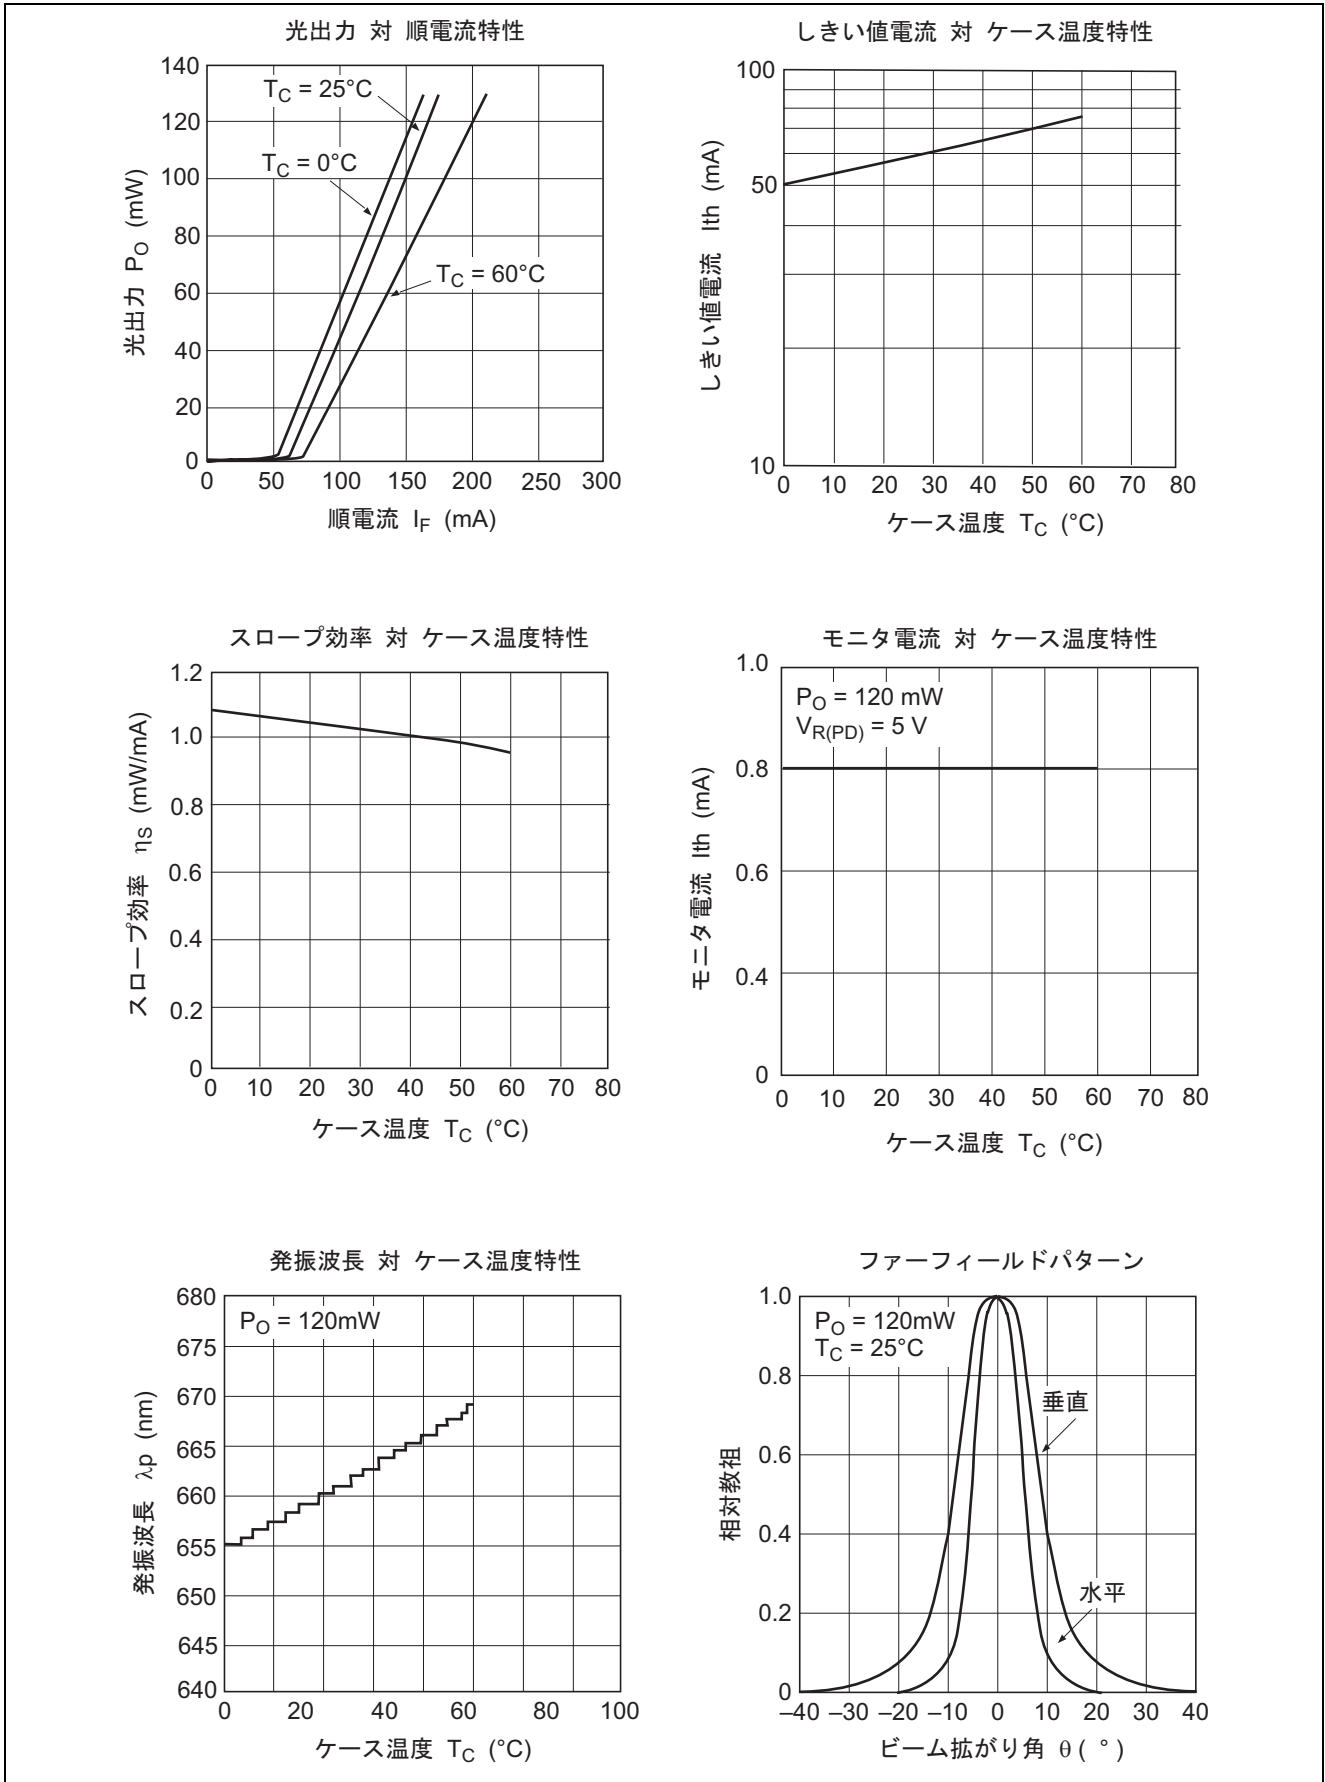 光出力 対 順電流特性
140
120
100
80
60
40
20
0
光出力 PO (mW)
TC = 25°C
TC = 0°C
TC = 60°C
0 50 100 150 200 250 300
順電流 IF (mA)
しきい値電流 対 ケース温度特性
100
50
10
しきい値電流 Ith (mA)
0 10 20 30 40 50 60 70 80
ケース温度 TC (°C)
スロープ効率 対 ケース温度特性
1.2
1.0
0.8
0.6
0.4
0.2
0
スロープ効率 ηS (mW/mA)
0 10 20 30 40 50 60 70 80
ケース温度 TC (°C)
モニタ電流 対 ケース温度特性
1.0
0.8
0.6
0.4
0
モニタ電流 Ith (mA)
PO = 120 mW
VR(PD) = 5 V
0 10 20 30 40 50 60 70 80
ケース温度 TC (°C)
発振波長 対 ケース温度特性
680
675
670
665
660
655
650
645
640
発振波長 λp (nm)
PO = 120mW
0 20 40 60 80 100
ケース温度 TC (°C)
ファーフィールドパターン
1.0
0.8
0.6
0.4
0.2
0
相対教祖
PO = 120mW
TC = 25°C
垂直
水平
–40 –30 –20 –10 0 10 20 30 40
ビーム拡がり角 θ ( ° )